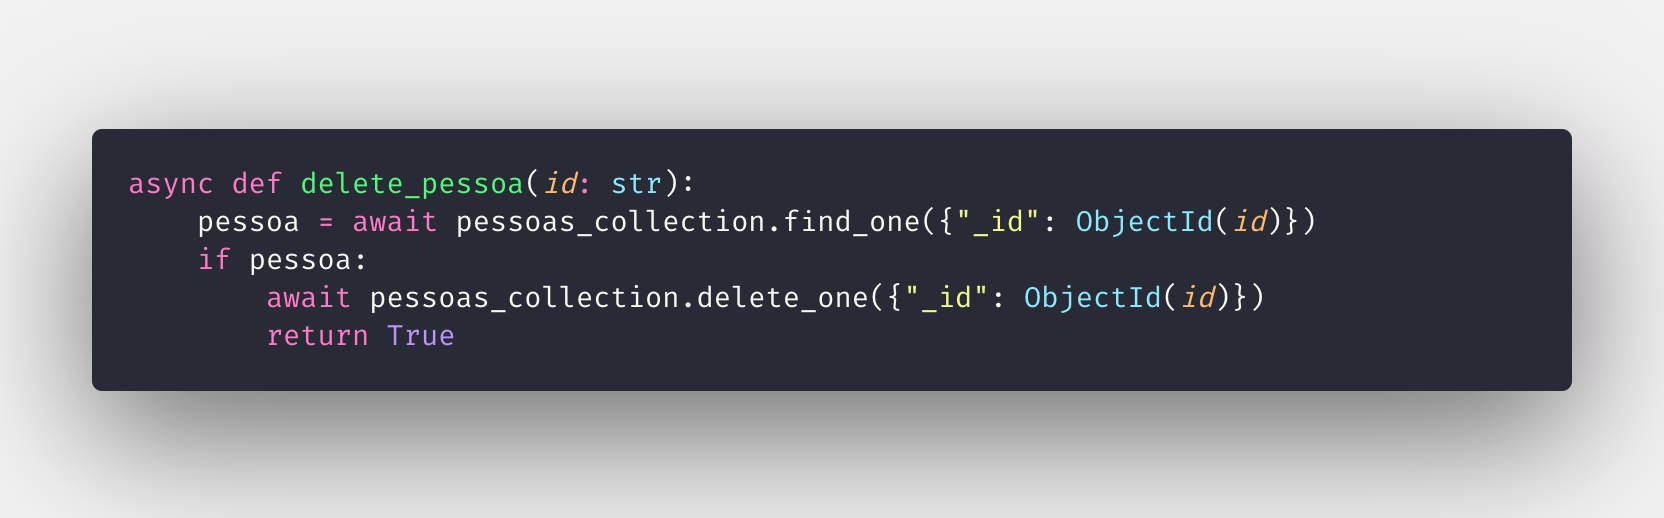 async def delete_pessoa(id: str):
    pessoa = await pessoas_collection.find_one({"_id": ObjectId(id)})
    if pessoa:
        await pessoas_collection.delete_one({"_id": ObjectId(id)})
        return True